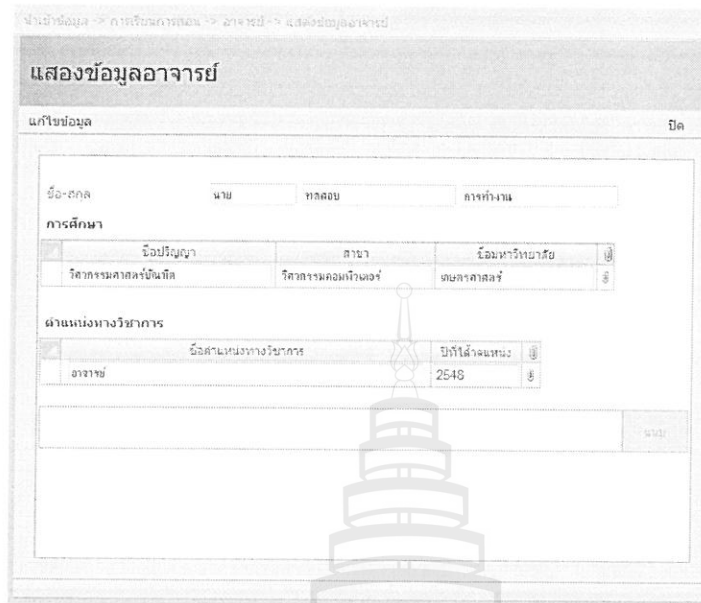 นำเข้าข้อมูล -> การเรียนการสอน -> อาจารย์ -> แสดงข้อมูลอาจารย์
แสดงข้อมูลอาจารย์
แก้ไขข้อมูล ปิด
ชื่อ-สกุล นาย ทดสอบ การทำงาน
การศึกษา
ชื่อปริญญา สาขา ชื่อมหาวิทยาลัย
วิศวกรรมศาสตร์บัณฑิต วิศวกรรมคอมพิวเตอร์ เกษตรศาสตร์
ตำแหน่งทางวิชาการ
ชื่อตำแหน่งทางวิชาการ ปีที่ได้ตำแหน่ง
อาจารย์ 2548
แนบ